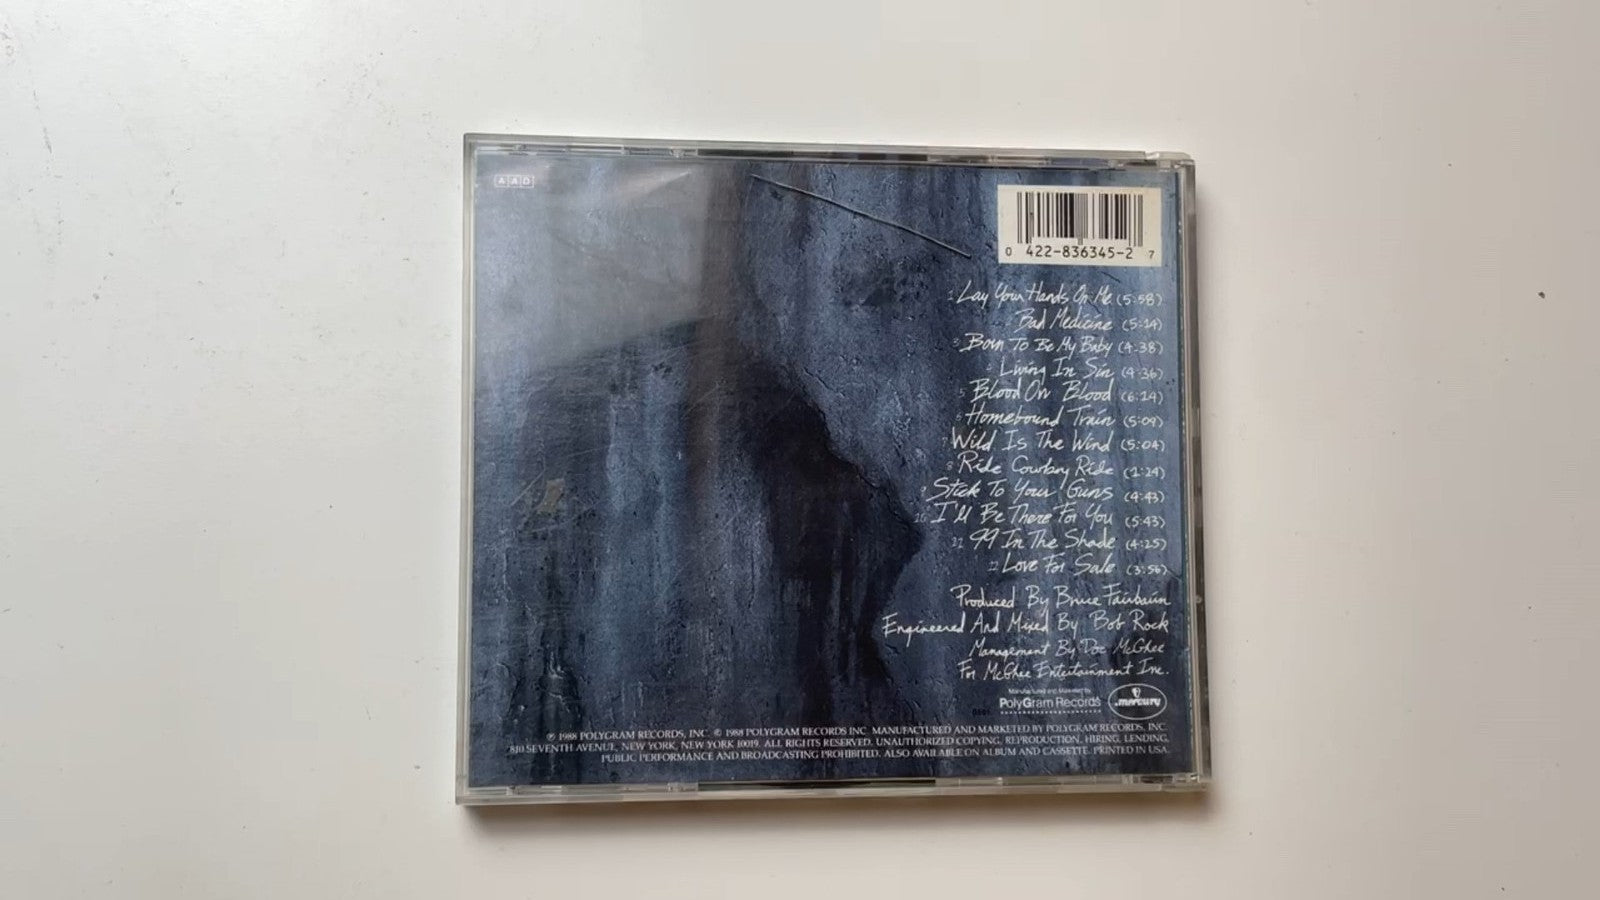 AAD
0 422-836345-2 7
1 Lay Your Hands On Me (5:58)
Bad Medicine (5:14)
3 Born To Be My Baby (4:38)
4 Living In Sin (4:36)
5 Blood On Blood (6:14)
6 Homebound Train (5:09)
7 Wild Is The Wind (5:04)
8 Ride Cowboy Ride (1:24)
9 Stick To Your Guns (4:43)
10 I'll Be There For You (5:43)
11 99 In The Shade (4:25)
12 Love For Sale (3:56)
Produced By Bruce Fairbairn
Engineered And Mixed By Bob Rock
Management By Doc McGhee
For McGhee Entertainment Inc.
Manufactured and Marketed by
PolyGram Records
mercury
℗ 1988 POLYGRAM RECORDS, INC. © 1988 POLYGRAM RECORDS INC. MANUFACTURED AND MARKETED BY POLYGRAM RECORDS, INC.
810 SEVENTH AVENUE, NEW YORK, NEW YORK 10019. ALL RIGHTS RESERVED. UNAUTHORIZED COPYING, REPRODUCTION, HIRING, LENDING,
PUBLIC PERFORMANCE AND BROADCASTING PROHIBITED. ALSO AVAILABLE ON ALBUM AND CASSETTE. PRINTED IN USA.